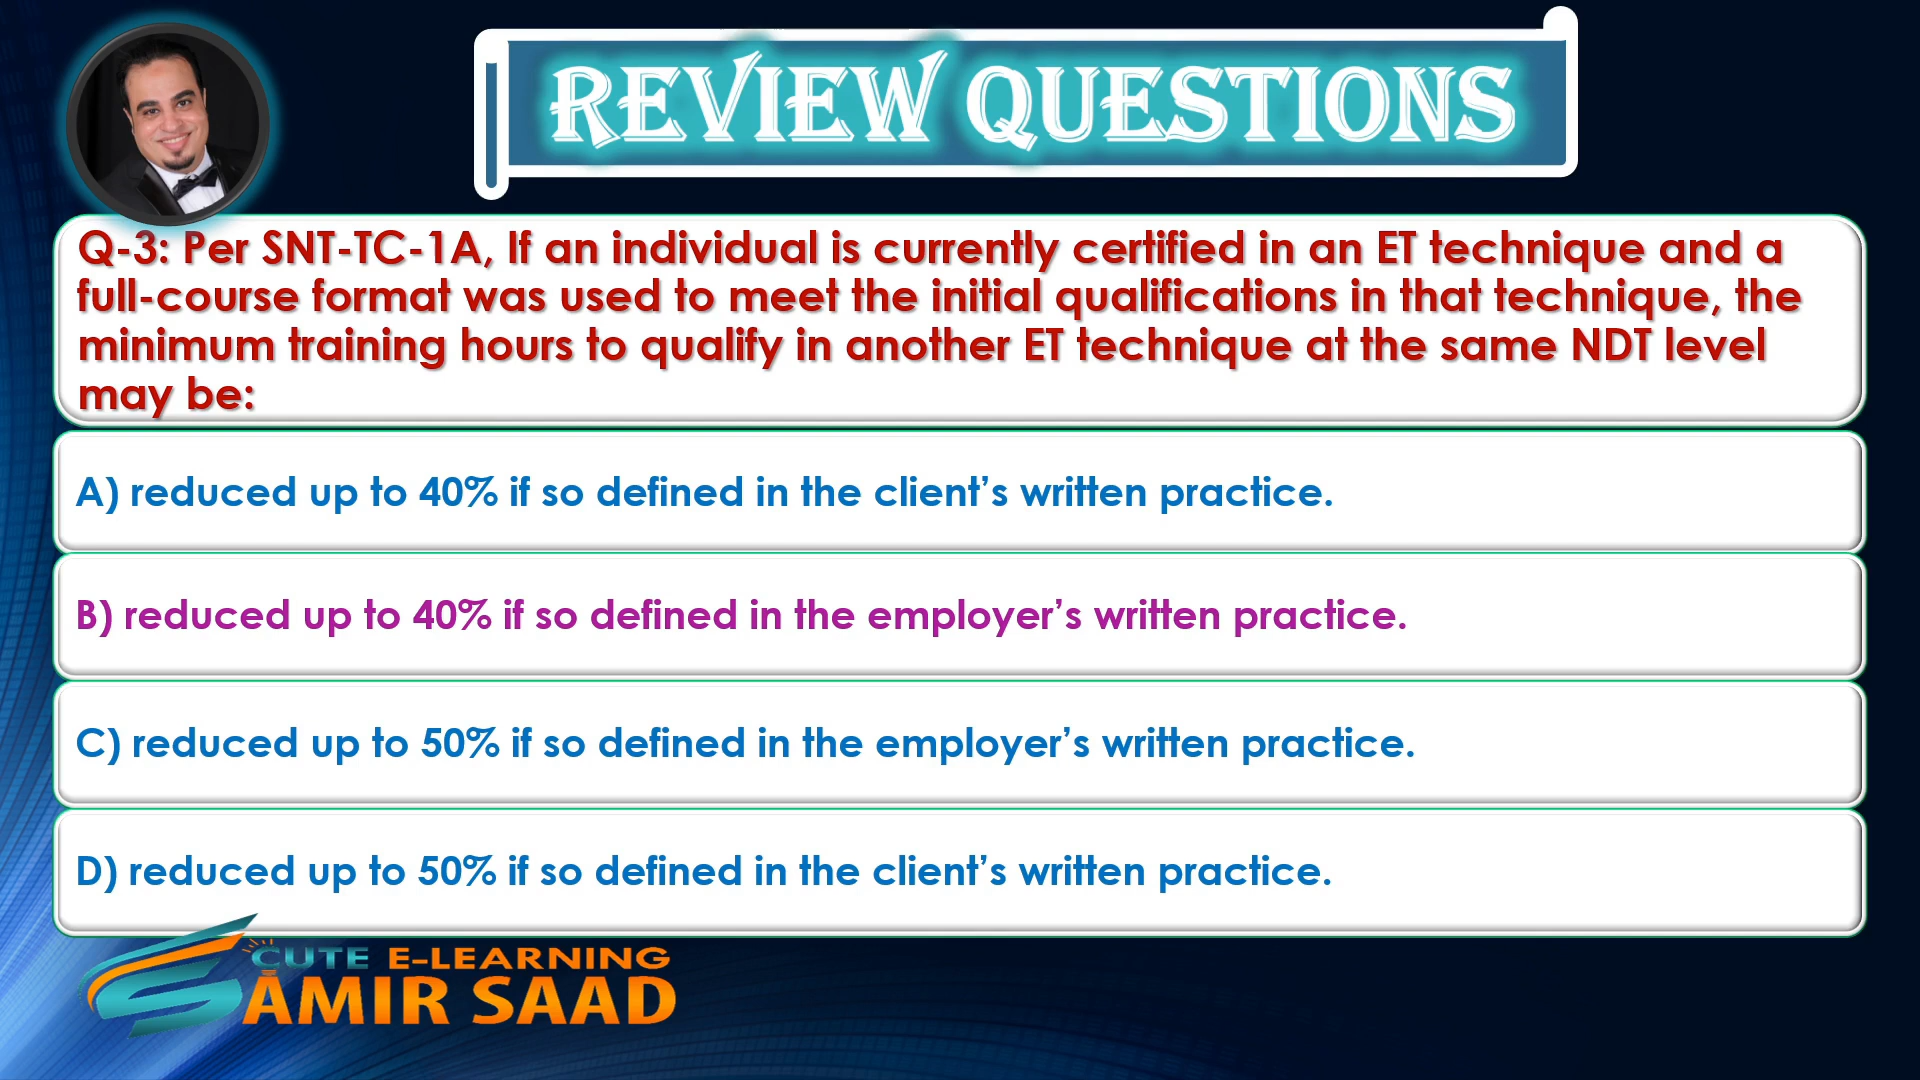 REVIEW QUESTIONS
Q-3: Per SNT-TC-1A, If an individual is currently certified in an ET technique and a
full-course format was used to meet the initial qualifications in that technique, the
minimum training hours to qualify in another ET technique at the same NDT level
may be:
A) reduced up to 40% if so defined in the client’s written practice.
B) reduced up to 40% if so defined in the employer’s written practice.
C) reduced up to 50% if so defined in the employer’s written practice.
D) reduced up to 50% if so defined in the client’s written practice.
CUTE E-LEARNING
AMIR SAAD